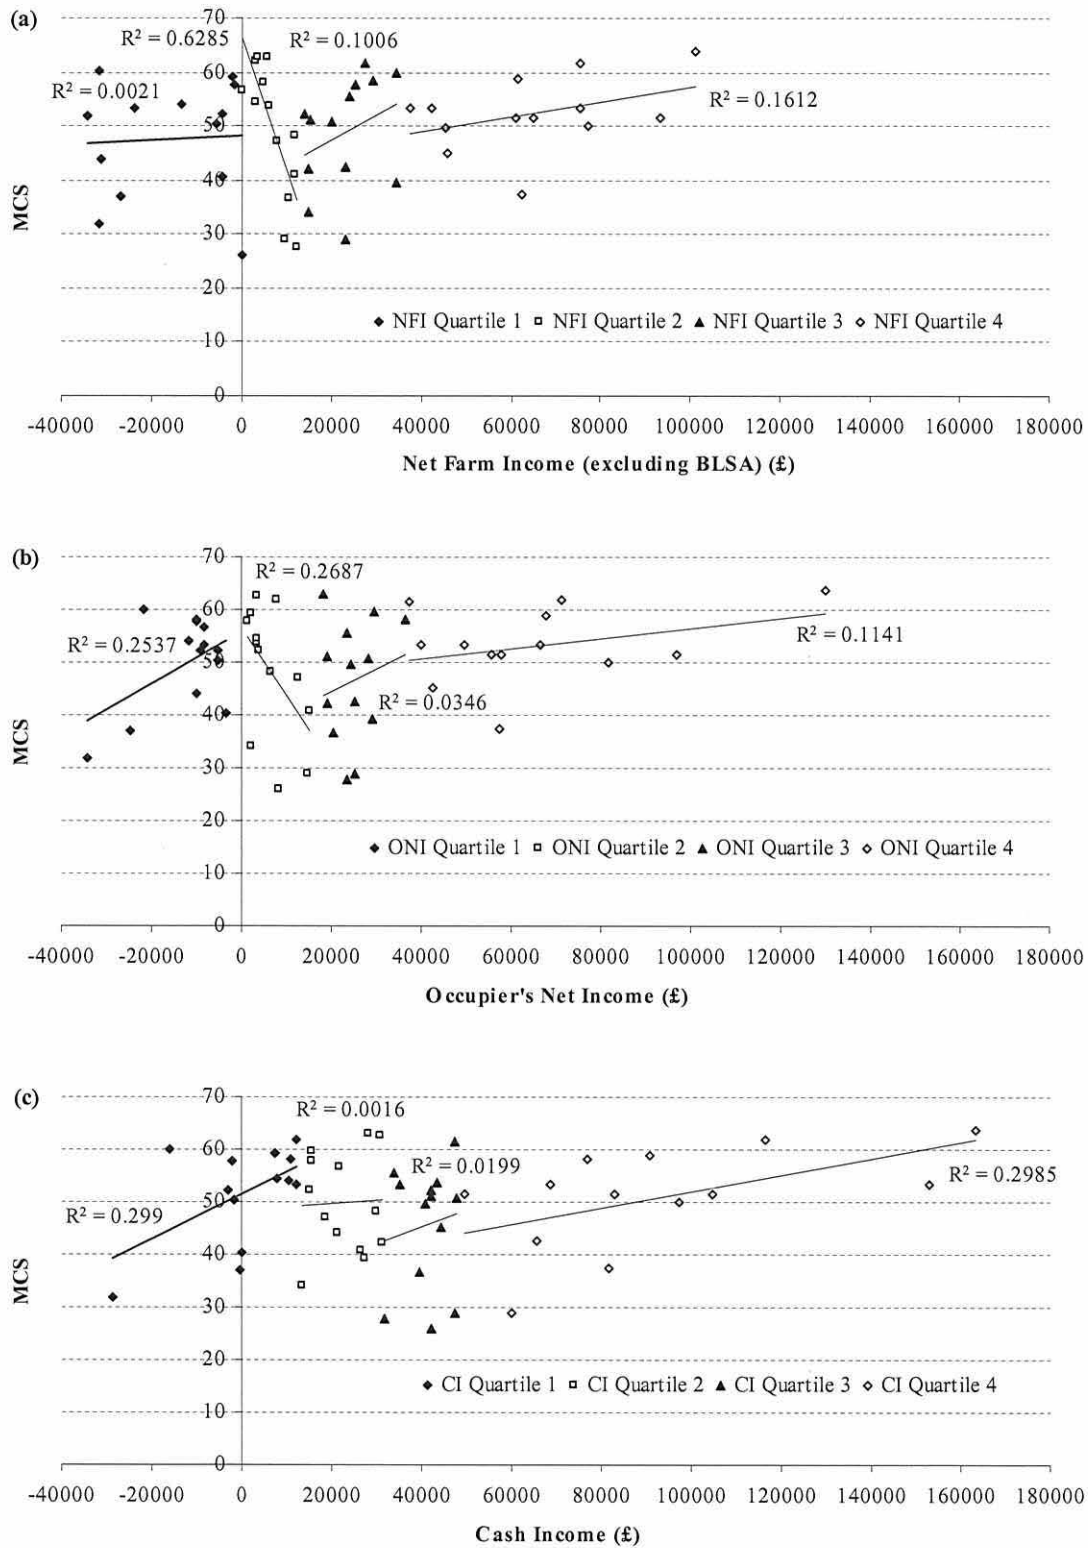 (a)
70
R² = 0.6285
R² = 0.1006
60
R² = 0.0021
R² = 0.1612
50
40
MCS
30
20
◆ NFI Quartile 1 □ NFI Quartile 2 ▲ NFI Quartile 3 ◇ NFI Quartile 4
10
0
-40000 -20000 0 20000 40000 60000 80000 100000 120000 140000 160000 180000
Net Farm Income (excluding BLSA) (£)
(b)
70
R² = 0.2687
60
R² = 0.2537
R² = 0.1141
50
R² = 0.0346
40
MCS
30
20
◆ ONI Quartile 1 □ ONI Quartile 2 ▲ ONI Quartile 3 ◇ ONI Quartile 4
10
0
-40000 -20000 0 20000 40000 60000 80000 100000 120000 140000 160000 180000
Occupier's Net Income (£)
(c)
70
R² = 0.0016
60
R² = 0.0199
R² = 0.2985
50
R² = 0.299
40
MCS
30
20
◆ CI Quartile 1 □ CI Quartile 2 ▲ CI Quartile 3 ◇ CI Quartile 4
10
0
-40000 -20000 0 20000 40000 60000 80000 100000 120000 140000 160000 180000
Cash Income (£)